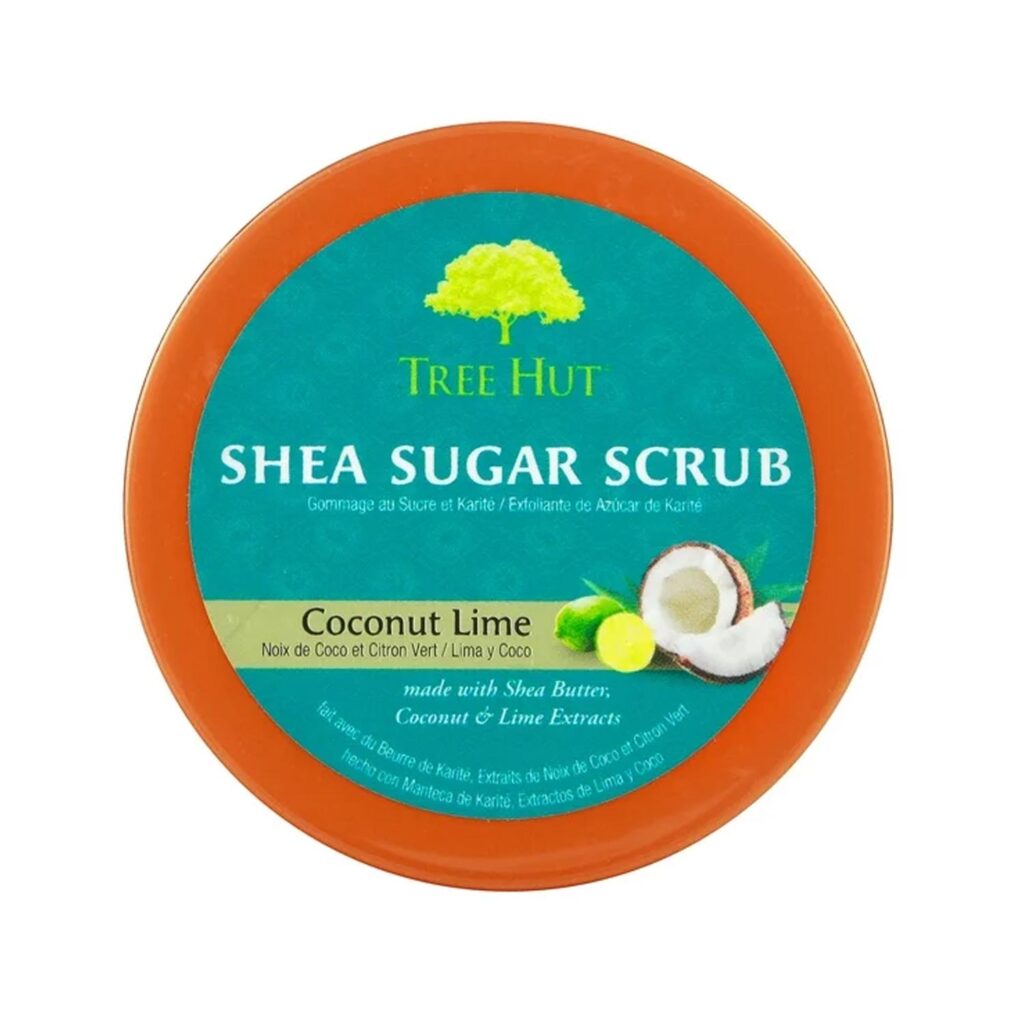 TREE HUT
SHEA SUGAR SCRUB
Gommage au Sucre et Karité / Exfoliante de Azúcar de Karité
Coconut Lime
Noix de Coco et Citron Vert / Lima y Coco
made with Shea Butter,
Coconut & Lime Extracts
fait avec du Beurre de Karité, Extraits de Noix de Coco et Citron Vert
hecho con Manteca de Karité, Extractos de Lima y Coco